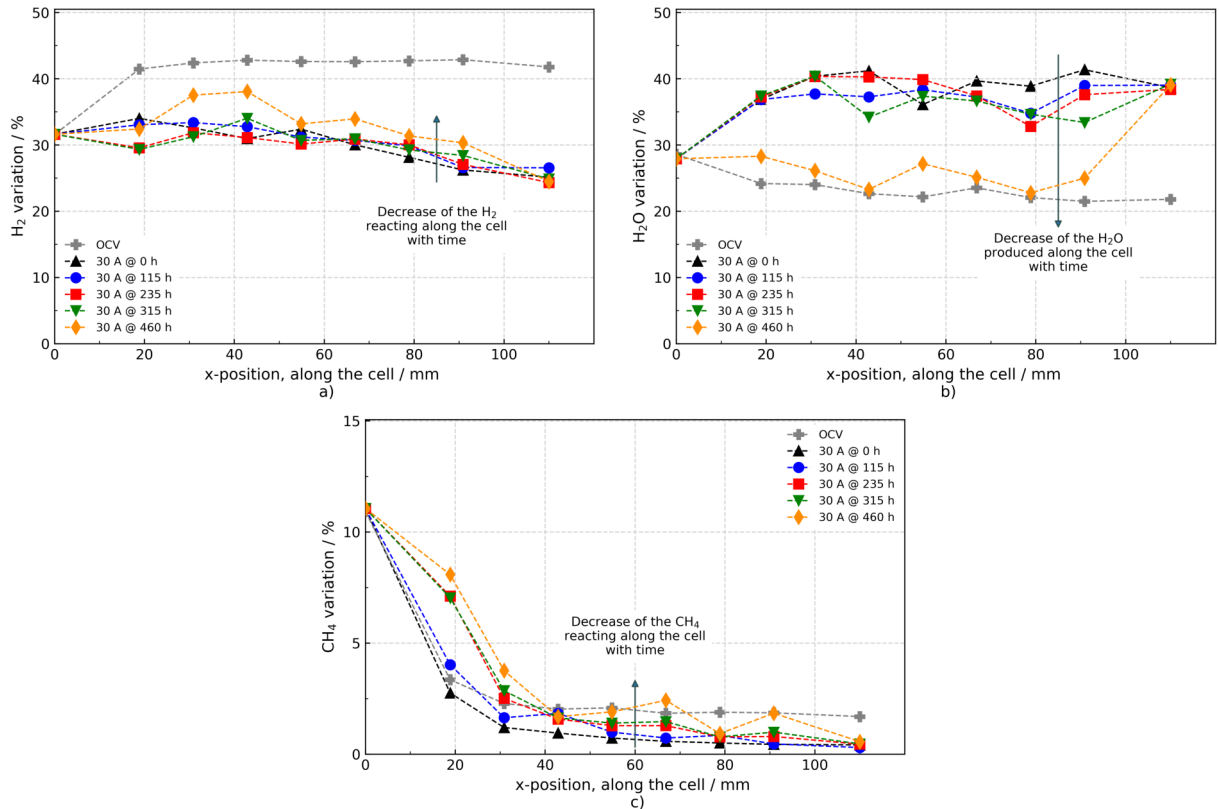 50
40
30
20
10
0
H₂ variation / %
Decrease of the H₂
reacting along the cell
with time
OCV
30 A @ 0 h
30 A @ 115 h
30 A @ 235 h
30 A @ 315 h
30 A @ 460 h
0 20 40 60 80 100
x-position, along the cell / mm
a)
50
40
30
20
10
0
H₂O variation / %
Decrease of the H₂O
produced along the cell
with time
OCV
30 A @ 0 h
30 A @ 115 h
30 A @ 235 h
30 A @ 315 h
30 A @ 460 h
0 20 40 60 80 100
x-position, along the cell / mm
b)
15
10
5
0
CH₄ variation / %
OCV
30 A @ 0 h
30 A @ 115 h
30 A @ 235 h
30 A @ 315 h
30 A @ 460 h
Decrease of the CH₄
reacting along the cell
with time
0 20 40 60 80 100
x-position, along the cell / mm
c)